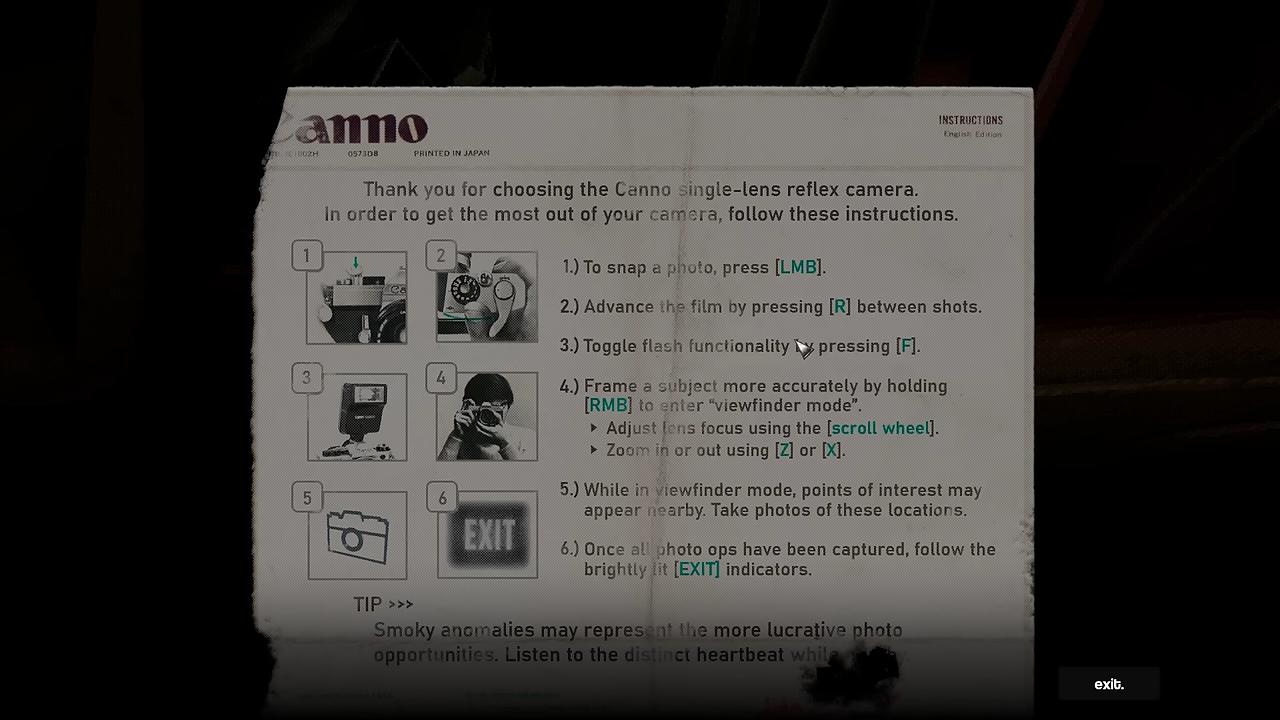 Canno
1002H 0573D8 PRINTED IN JAPAN
INSTRUCTIONS
English Edition
Thank you for choosing the Canno single-lens reflex camera.
In order to get the most out of your camera, follow these instructions.
1
2
3
4
5
6
EXIT
1.) To snap a photo, press [LMB].
2.) Advance the film by pressing [R] between shots.
3.) Toggle flash functionality by pressing [F].
4.) Frame a subject more accurately by holding
[RMB] to enter “viewfinder mode”.
‣ Adjust lens focus using the [scroll wheel].
‣ Zoom in or out using [Z] or [X].
5.) While in viewfinder mode, points of interest may
appear nearby. Take photos of these locations.
6.) Once all photo ops have been captured, follow the
brightly lit [EXIT] indicators.
TIP >>>
Smoky anomalies may represent the more lucrative photo
opportunities. Listen to the distinct heartbeat while
exit.